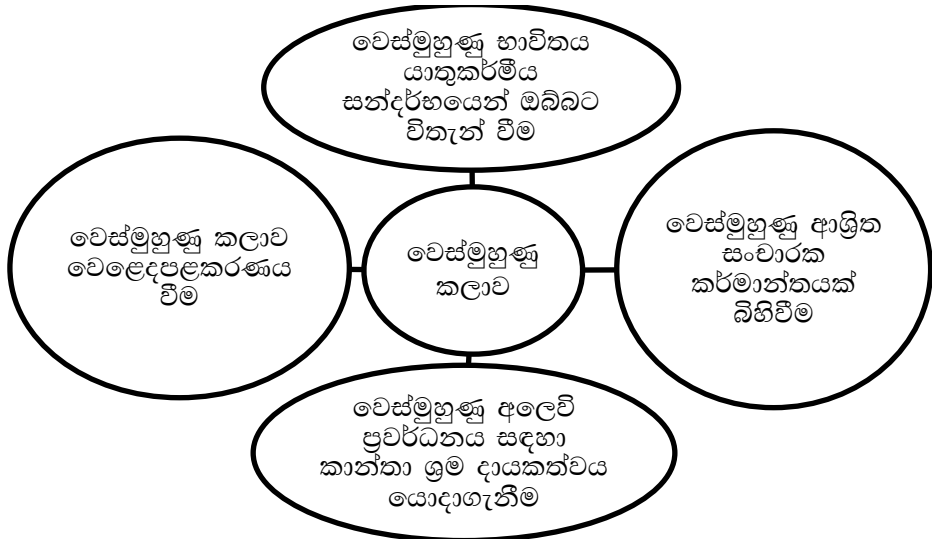 වෙස්මුහුණු භාවිතය
යාතුකර්මීය
සන්දර්භයෙන් ඔබ්බට
විතැන් වීම
වෙස්මුහුණු කලාව
වෙළෙදපළකරණය
වීම
වෙස්මුහුණු
කලාව
වෙස්මුහුණු ආශ්‍රිත
සංචාරක
කර්මාන්තයක්
බිහිවීම
වෙස්මුහුණු අලෙවි
ප්‍රවර්ධනය සඳහා
කාන්තා ශ්‍රම දායකත්වය
යොදාගැනීම